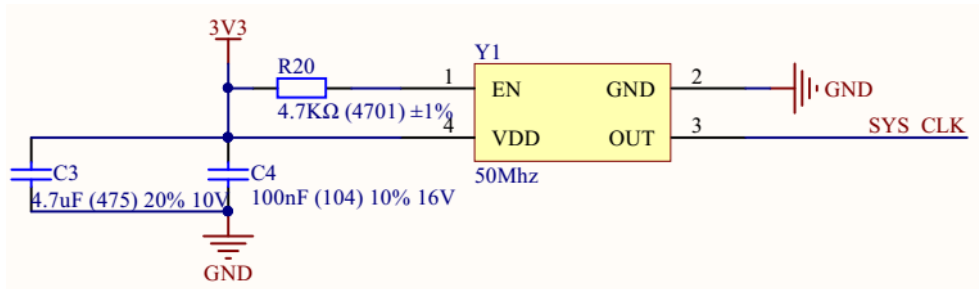 3V3
R20
4.7KΩ (4701) ±1%
Y1
1
EN
GND
2
GND
4
VDD
OUT
3
SYS_CLK
50Mhz
C3
4.7uF (475) 20% 10V
C4
100nF (104) 10% 16V
GND